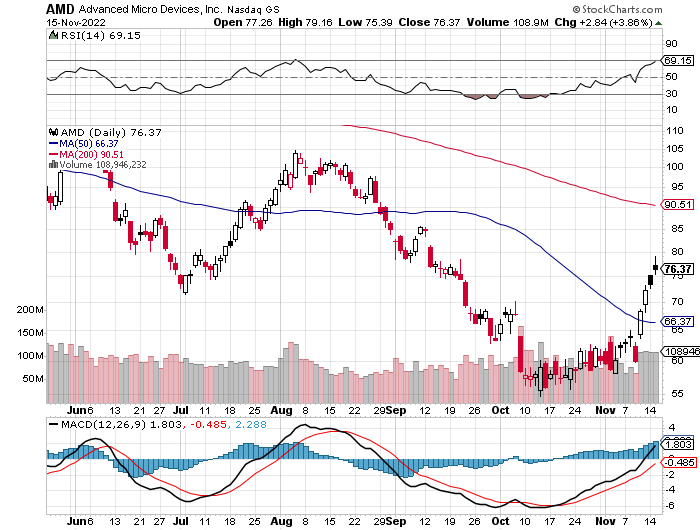 AMD Advanced Micro Devices, Inc. Nasdaq GS © StockCharts.com
15-Nov-2022 Open 77.26 High 79.16 Low 75.39 Close 76.37 Volume 108.9M Chg +2.84 (+3.86%)
RSI(14) 69.15
90
69.15
50
30
10
AMD (Daily) 76.37
MA(50) 66.37
MA(200) 90.51
Volume 108,946,232
110
105
100
95
90.51
85
80
76.37
75
70
66.37
65
60
55
200M
150M
100M
50M
108946
Jun 6 13 21 27 Jul 11 18 25 Aug 8 15 22 29 Sep 12 19 26 Oct 10 17 24 Nov 7 14
MACD(12,26,9) 1.803, -0.485, 2.288
4
1.803
-0.485
-2
-4
-6
Jun 6 13 21 27 Jul 11 18 25 Aug 8 15 22 29 Sep 12 19 26 Oct 10 17 24 Nov 7 14